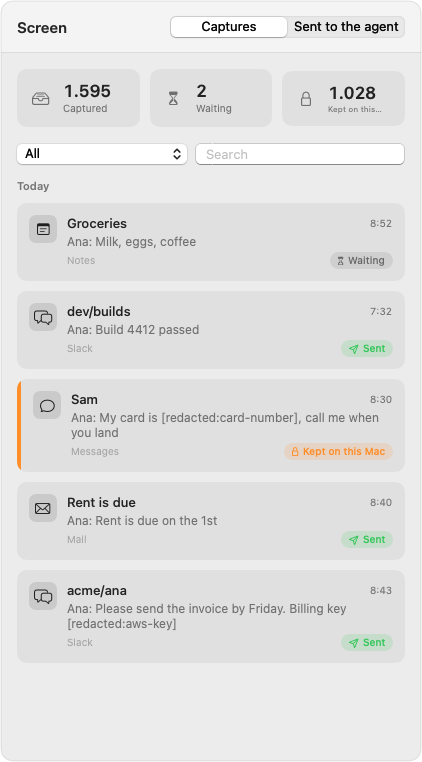 Screen
Captures
Sent to the agent
1.595
Captured
2
Waiting
1.028
Kept on this...
All
Search
Today
Groceries
8:52
Ana: Milk, eggs, coffee
Notes
Waiting
dev/builds
7:32
Ana: Build 4412 passed
Slack
Sent
Sam
8:30
Ana: My card is [redacted:card-number], call me when
you land
Messages
Kept on this Mac
Rent is due
8:40
Ana: Rent is due on the 1st
Mail
Sent
acme/ana
8:43
Ana: Please send the invoice by Friday. Billing key
[redacted:aws-key]
Slack
Sent